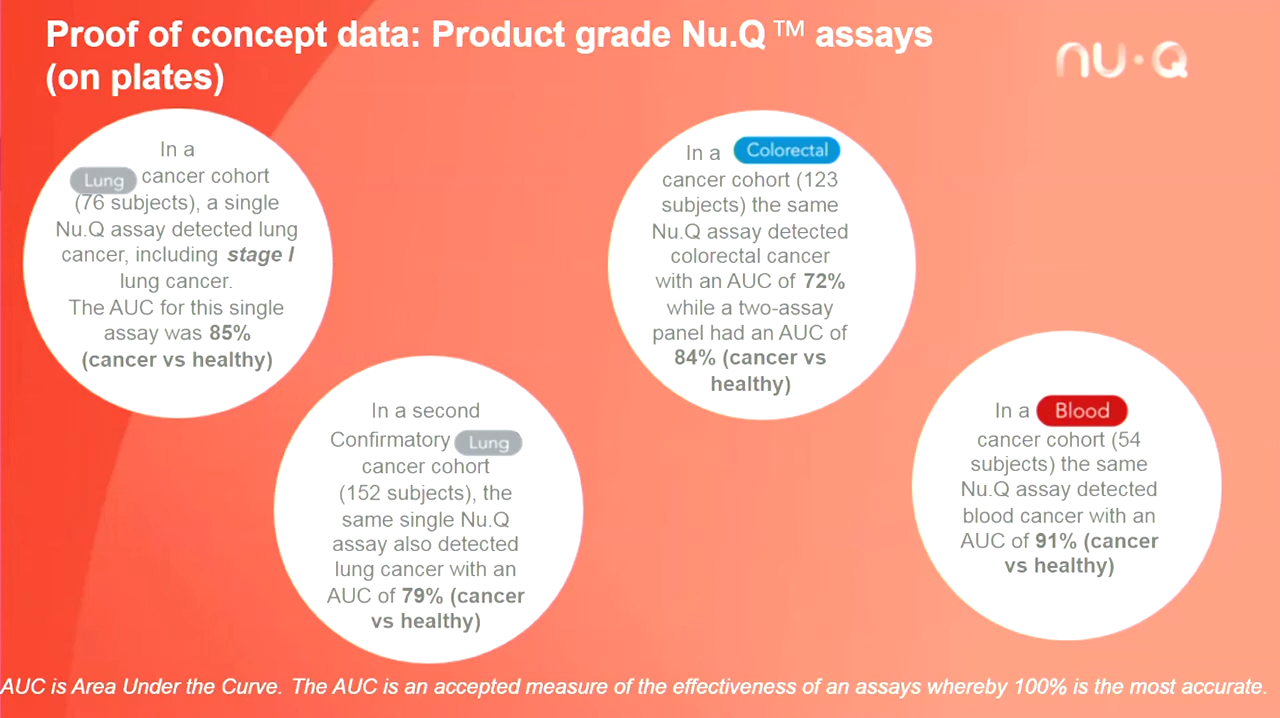 Proof of concept data: Product grade Nu.Q™ assays
(on plates)
nu·Q
In a
Lung cancer cohort
(76 subjects), a single
Nu.Q assay detected lung
cancer, including stage I
lung cancer.
The AUC for this single
assay was 85%
(cancer vs healthy)
In a second
Confirmatory Lung
cancer cohort
(152 subjects), the
same single Nu.Q
assay also detected
lung cancer with an
AUC of 79% (cancer
vs healthy)
In a Colorectal
cancer cohort (123
subjects) the same
Nu.Q assay detected
colorectal cancer
with an AUC of 72%
while a two-assay
panel had an AUC of
84% (cancer vs
healthy)
In a Blood
cancer cohort (54
subjects) the same
Nu.Q assay detected
blood cancer with an
AUC of 91% (cancer
vs healthy)
AUC is Area Under the Curve. The AUC is an accepted measure of the effectiveness of an assays whereby 100% is the most accurate.